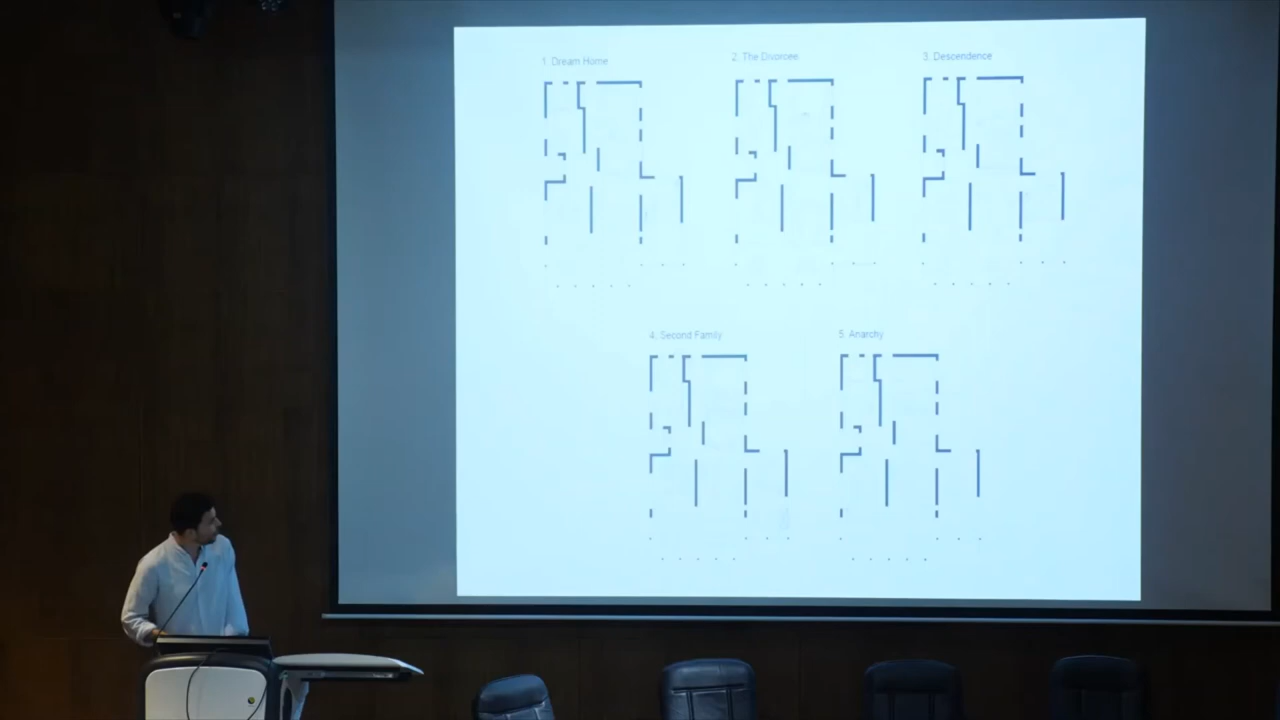 1. Dream Home
2. The Divorcee
3. Descendence
4. Second Family
5. Anarchy